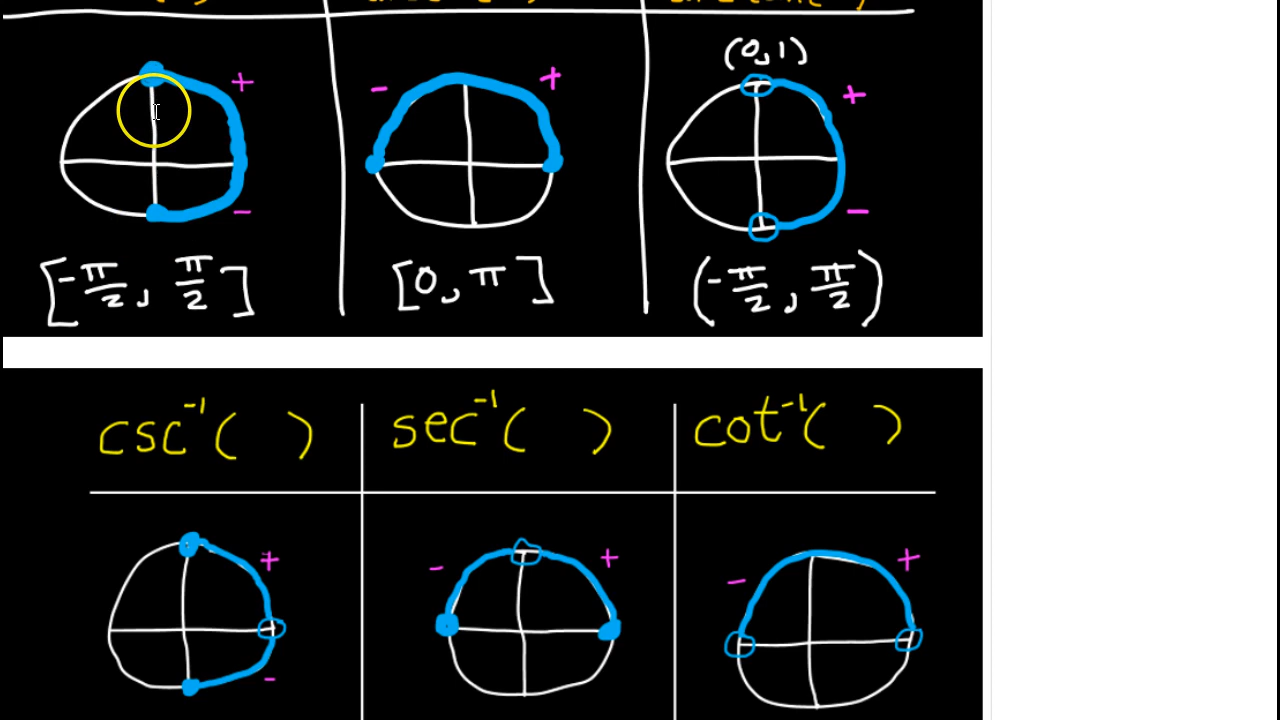 (0,1)
+ - + +
- -
[-π/2, π/2] [0, π] (-π/2, π/2)
csc⁻¹( ) sec⁻¹( ) cot⁻¹( )
+ - + - +
-